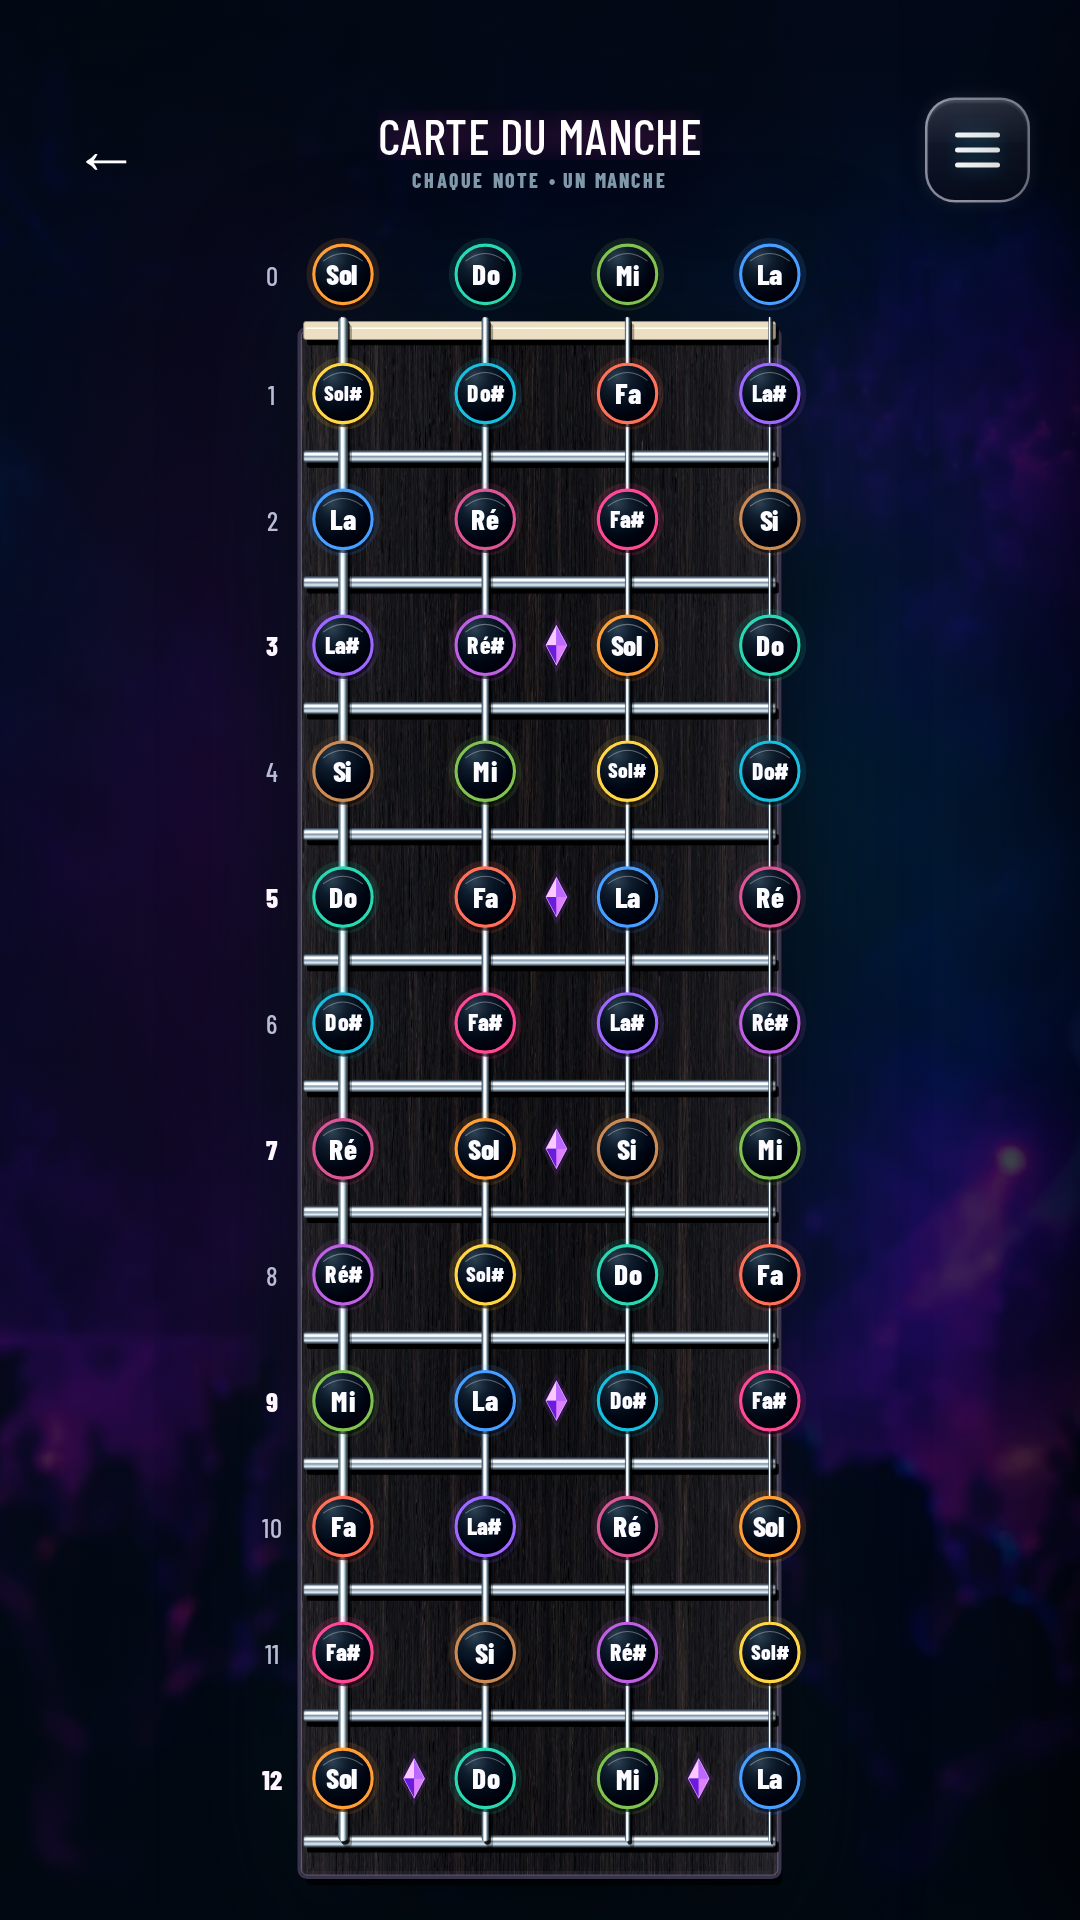 CARTE DU MANCHE
CHAQUE NOTE • UN MANCHE
0 Sol Do Mi La
1 Sol# Do# Fa La#
2 La Ré Fa# Si
3 La# Ré# Sol Do
4 Si Mi Sol# Do#
5 Do Fa La Ré
6 Do# Fa# La# Ré#
7 Ré Sol Si Mi
8 Ré# Sol# Do Fa
9 Mi La Do# Fa#
10 Fa La# Ré Sol
11 Fa# Si Ré# Sol#
12 Sol Do Mi La